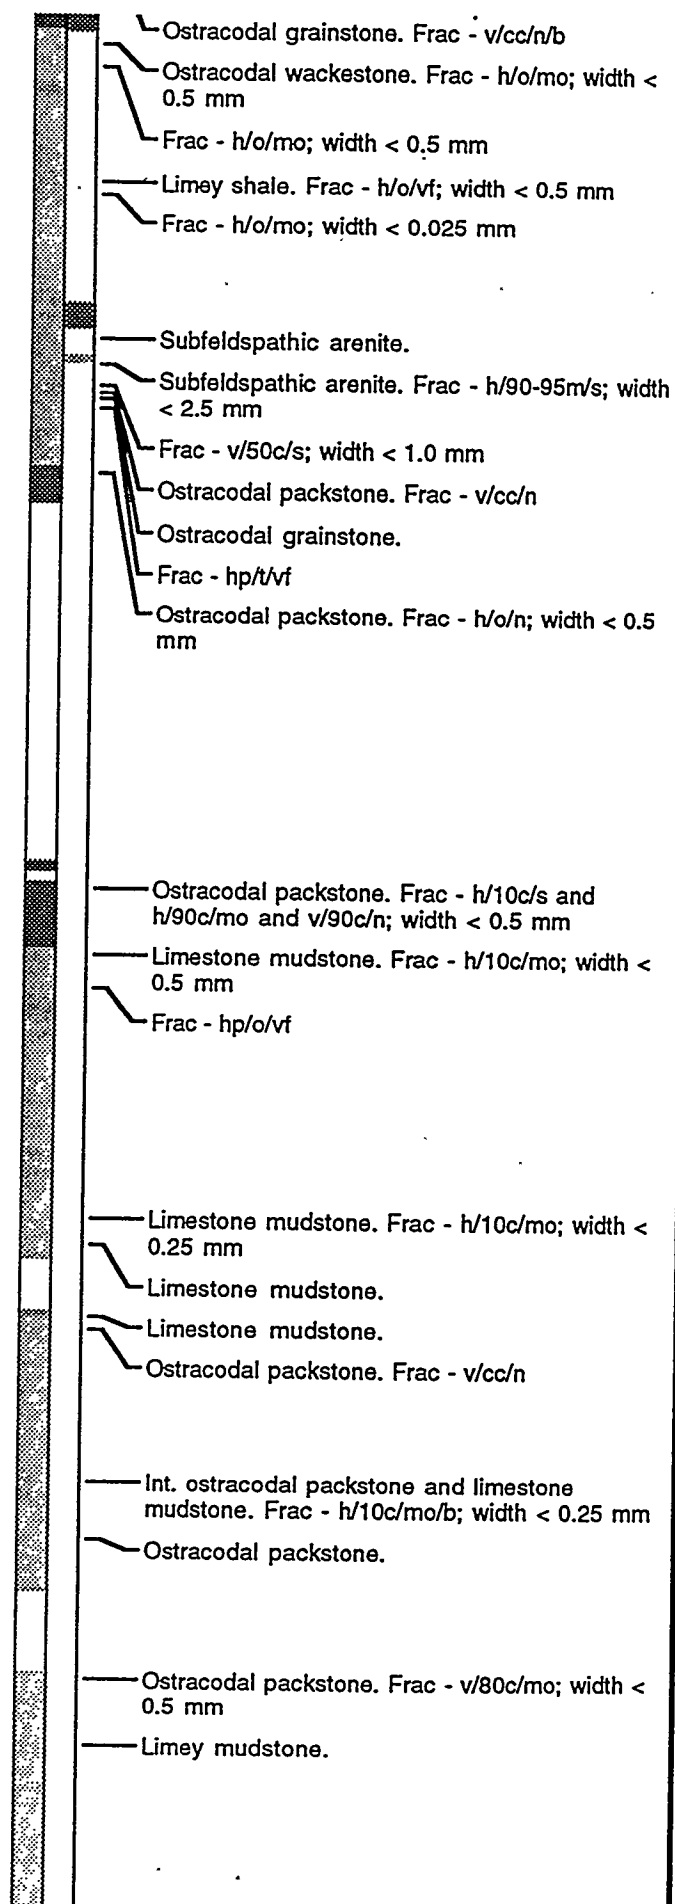 Ostracodal grainstone. Frac - v/cc/n/b
Ostracodal wackestone. Frac - h/o/mo; width <
0.5 mm
Frac - h/o/mo; width < 0.5 mm
Limey shale. Frac - h/o/vf; width < 0.5 mm
Frac - h/o/mo; width < 0.025 mm
Subfeldspathic arenite.
Subfeldspathic arenite. Frac - h/90-95m/s; width
< 2.5 mm
Frac - v/50c/s; width < 1.0 mm
Ostracodal packstone. Frac - v/cc/n
Ostracodal grainstone.
Frac - hp/t/vf
Ostracodal packstone. Frac - h/o/n; width < 0.5
mm
Ostracodal packstone. Frac - h/10c/s and
h/90c/mo and v/90c/n; width < 0.5 mm
Limestone mudstone. Frac - h/10c/mo; width <
0.5 mm
Frac - hp/o/vf
Limestone mudstone. Frac - h/10c/mo; width <
0.25 mm
Limestone mudstone.
Limestone mudstone.
Ostracodal packstone. Frac - v/cc/n
Int. ostracodal packstone and limestone
mudstone. Frac - h/10c/mo/b; width < 0.25 mm
Ostracodal packstone.
Ostracodal packstone. Frac - v/80c/mo; width <
0.5 mm
Limey mudstone.